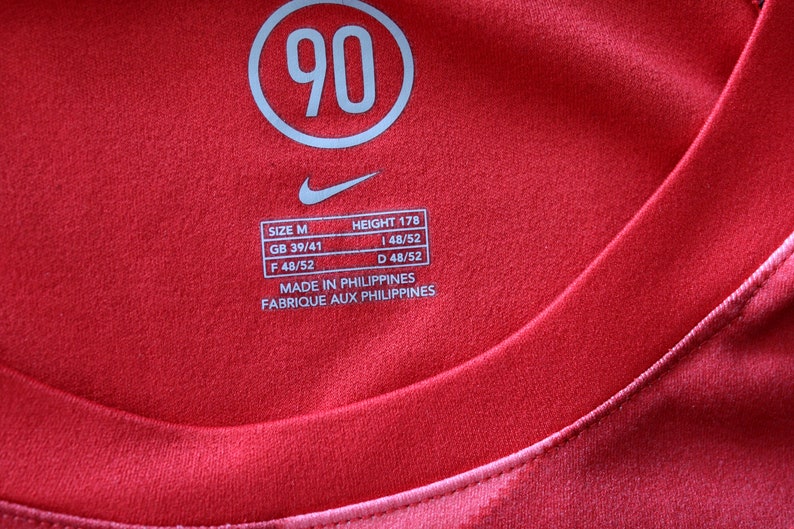 90
SIZE M HEIGHT 178
GB 39/41 I 48/52
F 48/52 D 48/52
MADE IN PHILIPPINES
FABRIQUE AUX PHILIPPINES